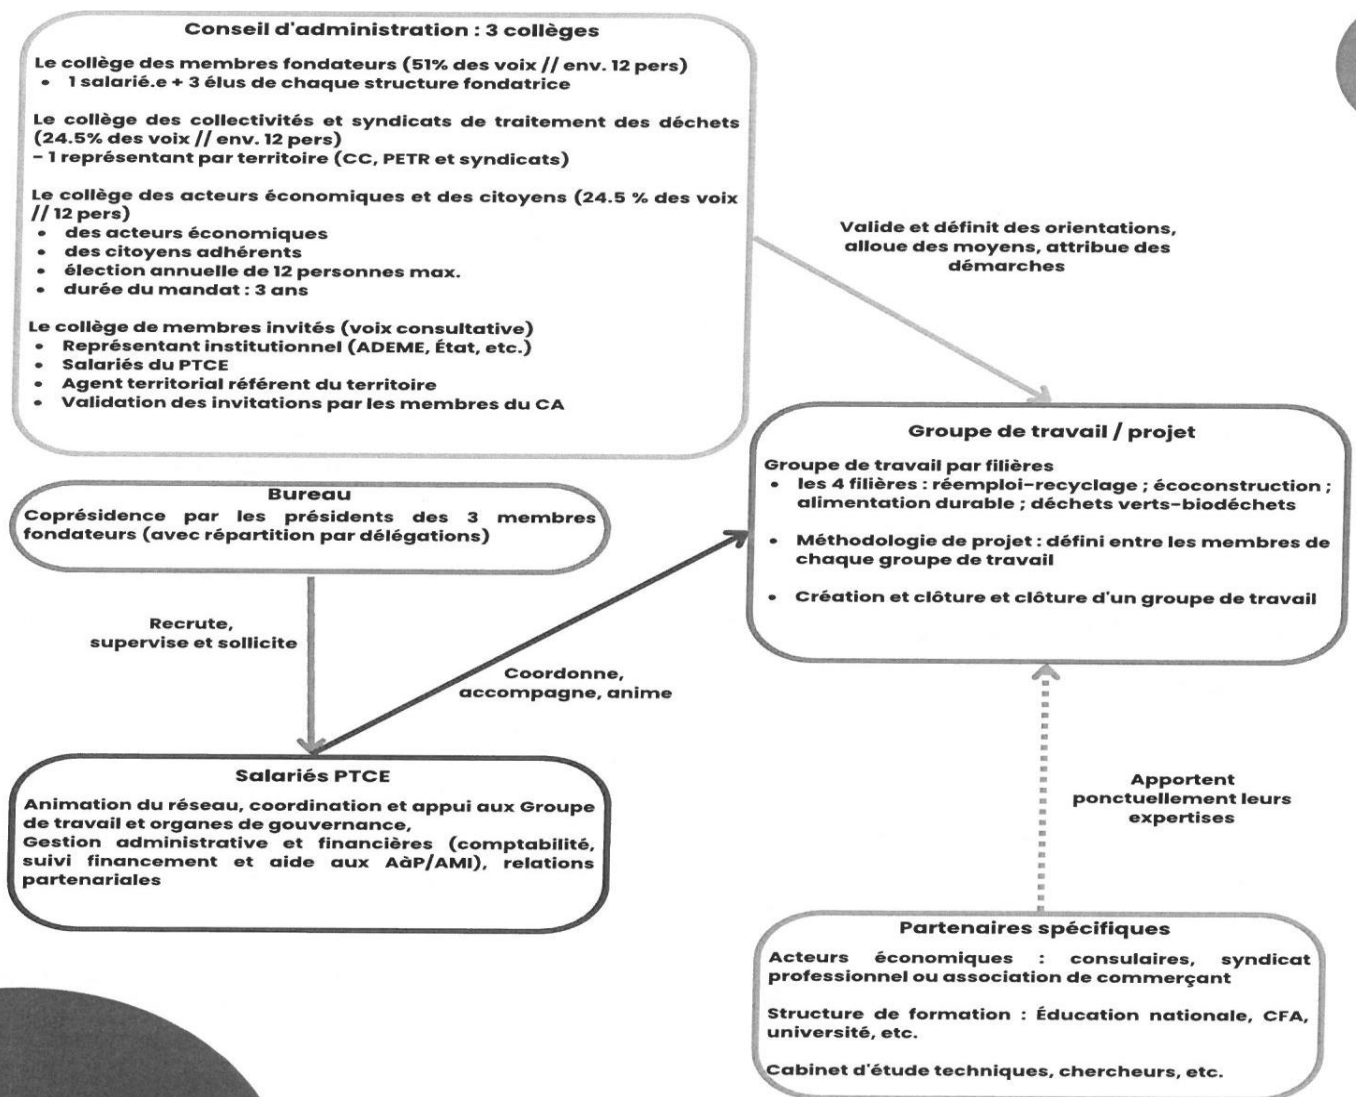 Conseil d'administration : 3 collèges
Le collège des membres fondateurs (51% des voix // env. 12 pers)
• 1 salarié.e + 3 élus de chaque structure fondatrice
Le collège des collectivités et syndicats de traitement des déchets
(24.5% des voix // env. 12 pers)
- 1 représentant par territoire (CC, PETR et syndicats)
Le collège des acteurs économiques et des citoyens (24.5 % des voix
// 12 pers)
• des acteurs économiques
• des citoyens adhérents
• élection annuelle de 12 personnes max.
• durée du mandat : 3 ans
Le collège de membres invités (voix consultative)
• Représentant institutionnel (ADEME, État, etc.)
• Salariés du PTCE
• Agent territorial référent du territoire
• Validation des invitations par les membres du CA
Valide et définit des orientations,
alloue des moyens, attribue des
démarches
Groupe de travail / projet
Groupe de travail par filières
• les 4 filières : réemploi-recyclage ; écoconstruction ;
alimentation durable ; déchets verts-biodéchets
• Méthodologie de projet : défini entre les membres de
chaque groupe de travail
• Création et clôture et clôture d'un groupe de travail
Bureau
Coprésidence par les présidents des 3 membres
fondateurs (avec répartition par délégations)
Recrute,
supervise et sollicite
Coordonne,
accompagne, anime
Salariés PTCE
Animation du réseau, coordination et appui aux Groupe
de travail et organes de gouvernance,
Gestion administrative et financières (comptabilité,
suivi financement et aide aux AàP/AMI), relations
partenariales
Apportent
ponctuellement leurs
expertises
Partenaires spécifiques
Acteurs économiques : consulaires, syndicat
professionnel ou association de commerçant
Structure de formation : Éducation nationale, CFA,
université, etc.
Cabinet d'étude techniques, chercheurs, etc.